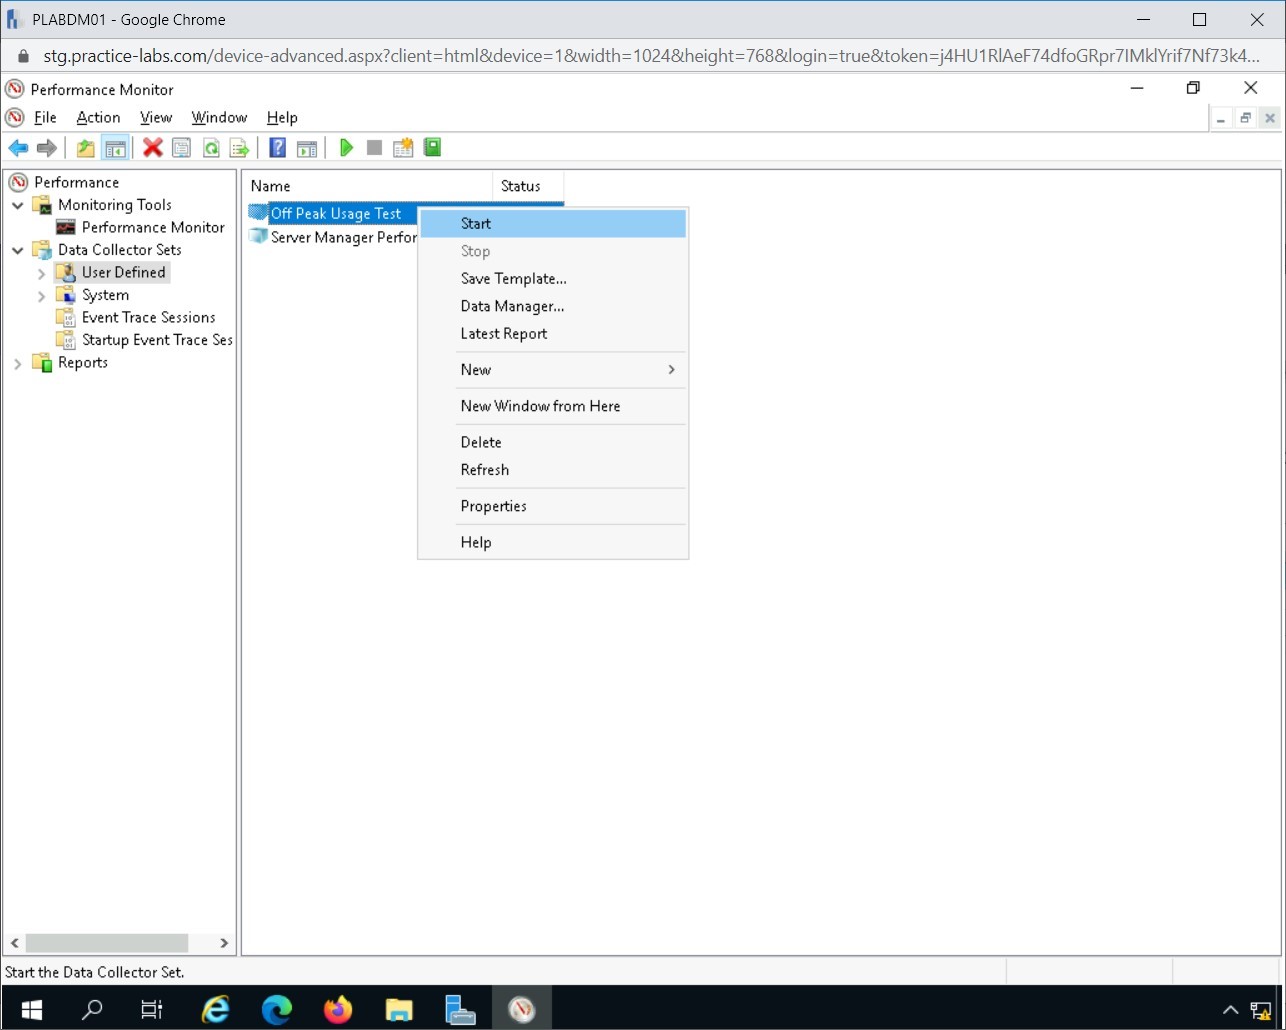 PLABDM01 - Google Chrome
stg.practice-labs.com/device-advanced.aspx?client=html&device=1&width=1024&height=768&login=true&token=j4HU1RlAeF74dfoGRpr7IMklYrif7Nf73k4...
Performance Monitor
File Action View Window Help
Performance
Monitoring Tools
Performance Monitor
Data Collector Sets
User Defined
System
Event Trace Sessions
Startup Event Trace Ses
Reports
Name Status
Off Peak Usage Test
Server Manager Perfor
Start
Stop
Save Template...
Data Manager...
Latest Report
New
New Window from Here
Delete
Refresh
Properties
Help
Start the Data Collector Set.